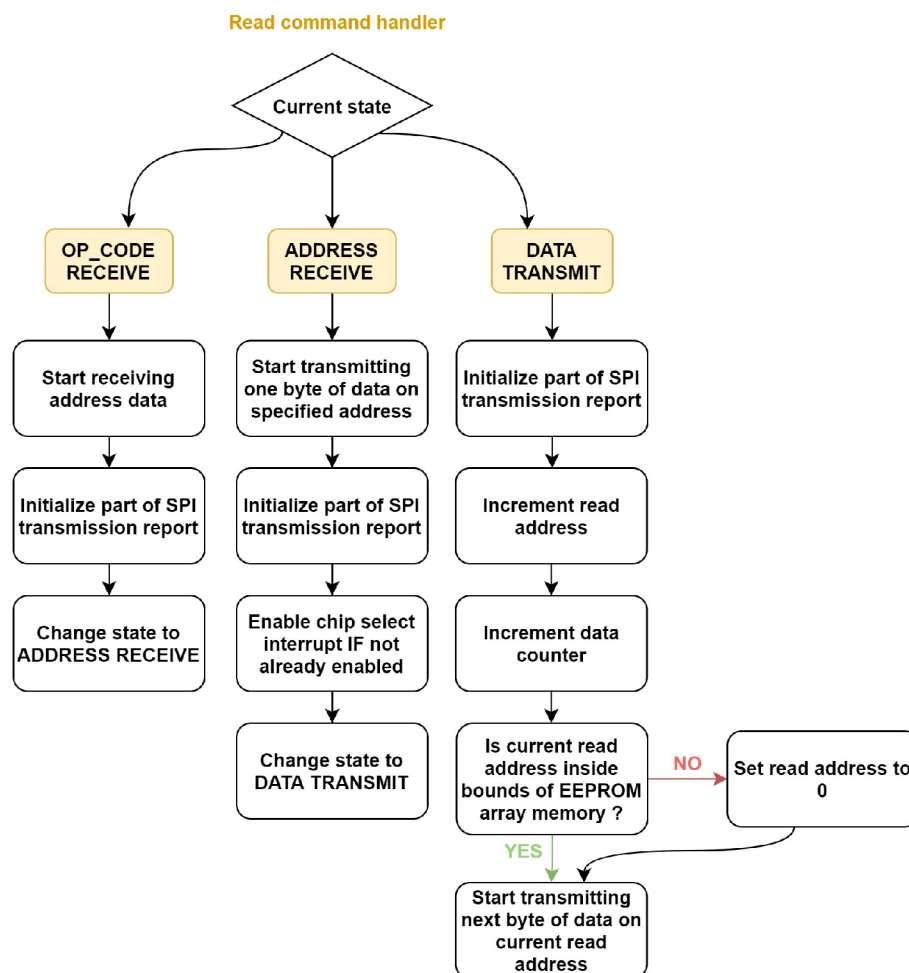 Read command handler
Current state
OP_CODE
RECEIVE
ADDRESS
RECEIVE
DATA
TRANSMIT
Start receiving
address data
Start transmitting
one byte of data on
specified address
Initialize part of SPI
transmission report
Initialize part of SPI
transmission report
Initialize part of SPI
transmission report
Increment read
address
Change state to
ADDRESS RECEIVE
Enable chip select
interrupt IF not
already enabled
Increment data
counter
Change state to
DATA TRANSMIT
Is current read
address inside
bounds of EEPROM
array memory ?
NO
Set read address to
0
YES
Start transmitting
next byte of data on
current read
address